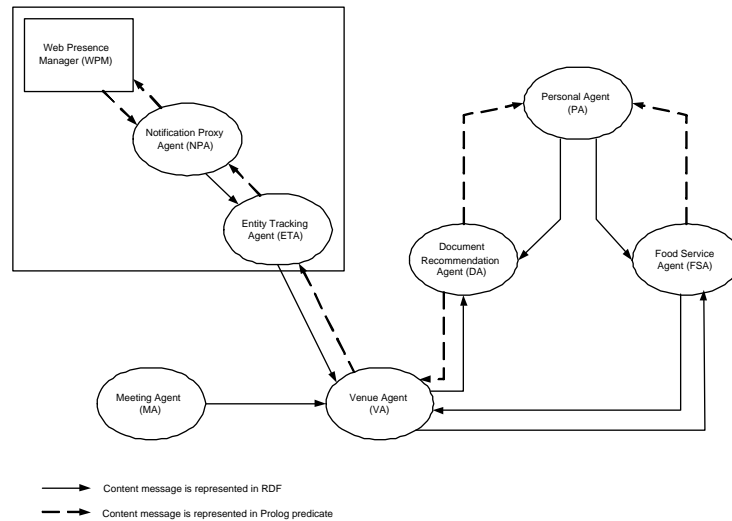 Web Presence
Manager (WPM)
Notification Proxy
Agent (NPA)
Entity Tracking
Agent (ETA)
Personal Agent
(PA)
Document
Recommendation
Agent (DA)
Food Service
Agent (FSA)
Meeting Agent
(MA)
Venue Agent
(VA)
Content message is represented in RDF
Content message is represented in Prolog predicate